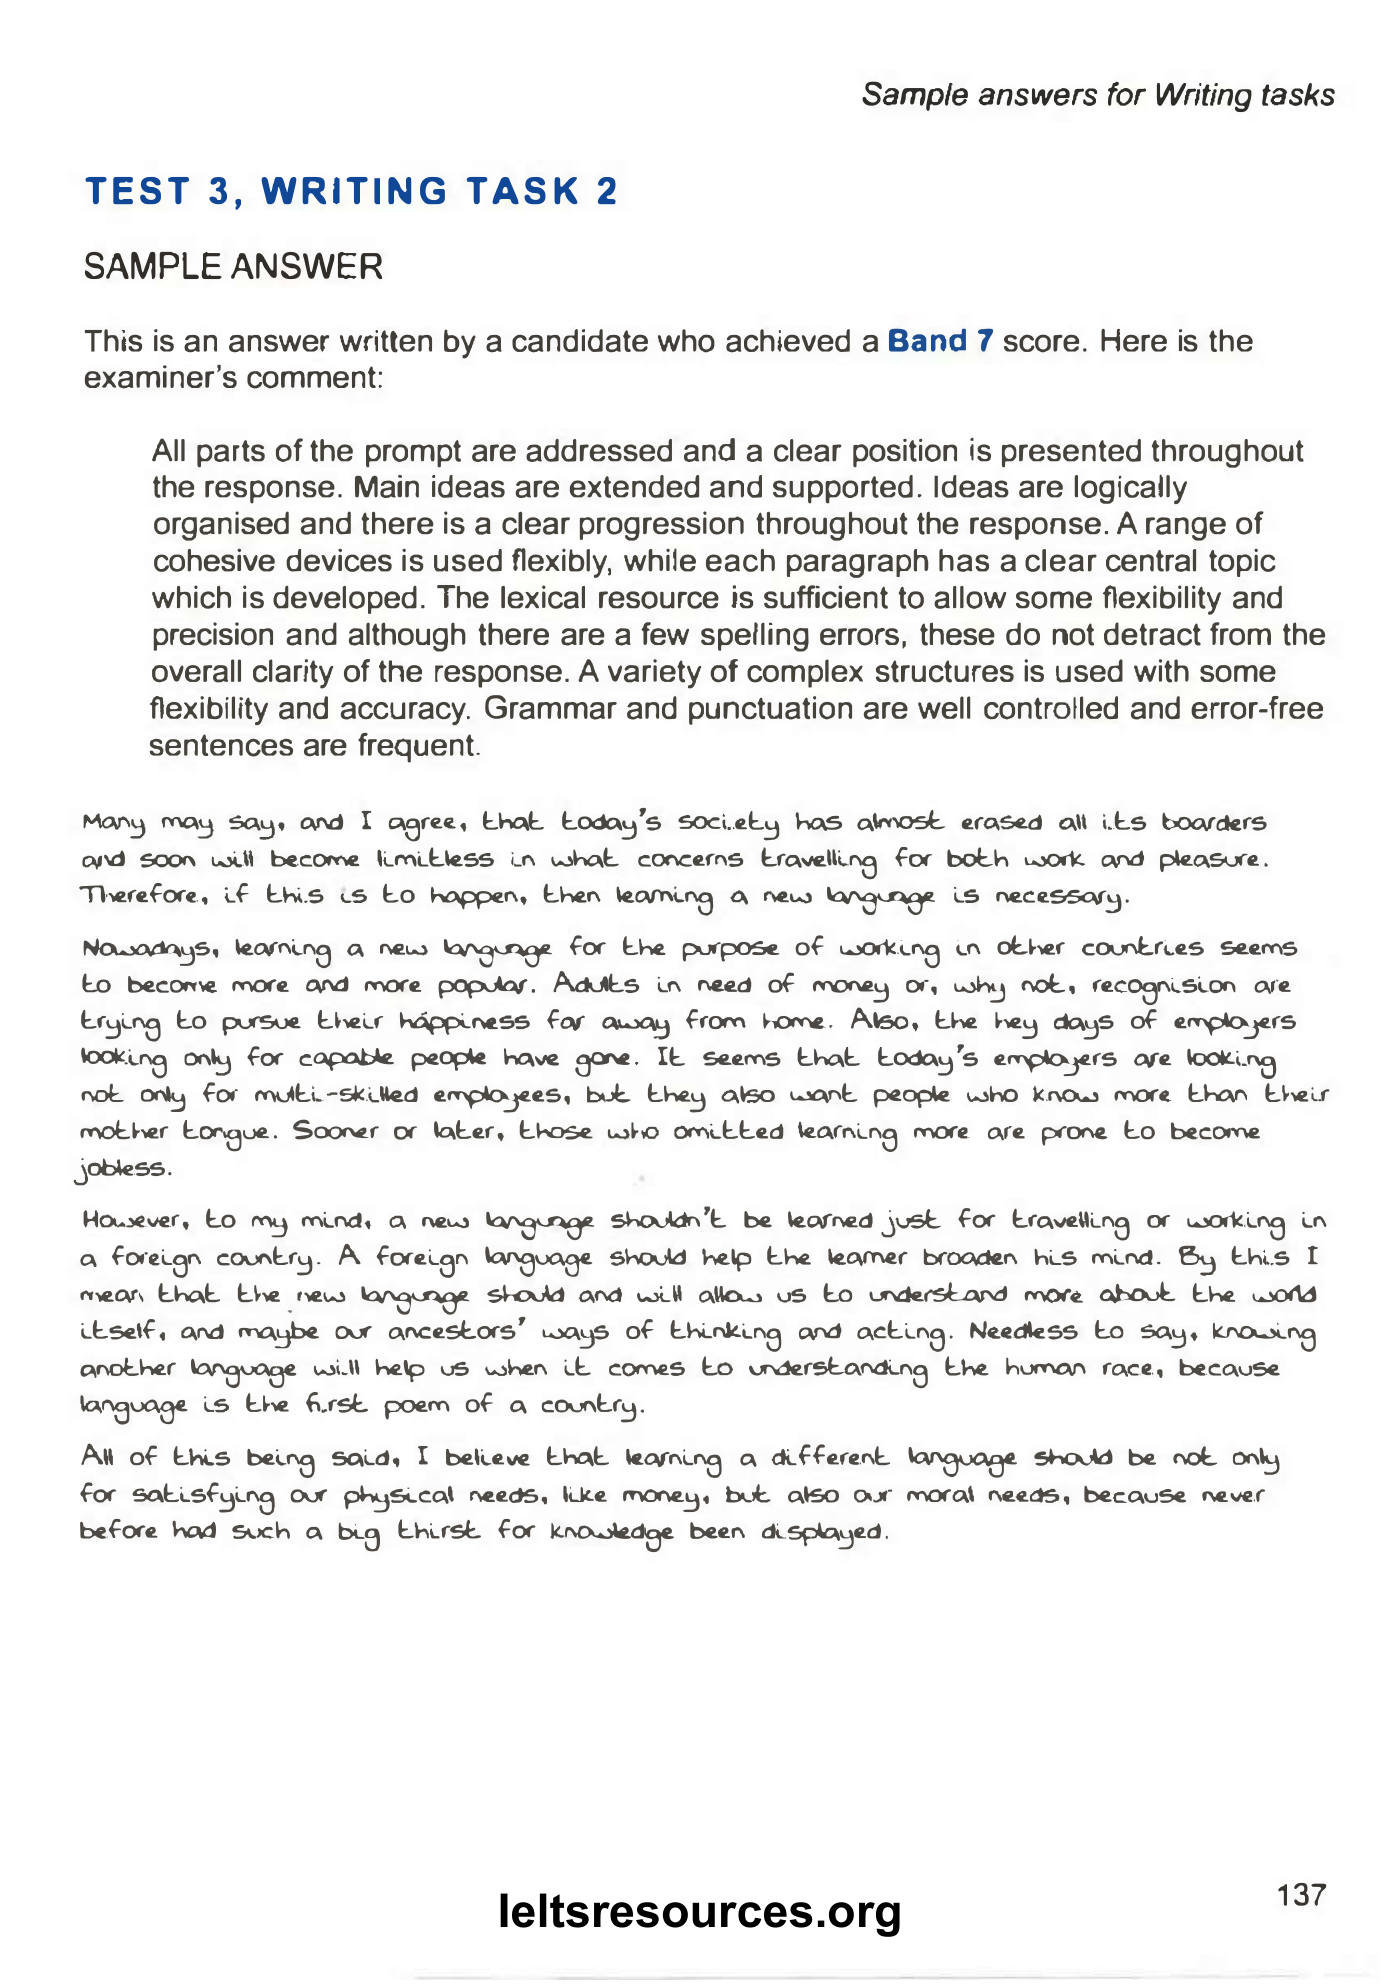 Sample answers for Writing tasks
TEST 3, WRITING TASK 2
SAMPLE ANSWER
This is an answer written by a candidate who achieved a Band 7 score. Here is the
examiner's comment:
All parts of the prompt are addressed and a clear position is presented throughout
the response. Main ideas are extended and supported. Ideas are logically
organised and there is a clear progression throughout the response. A range of
cohesive devices is used flexibly, while each paragraph has a clear central topic
which is developed. The lexical resource is sufficient to allow some flexibility and
precision and although there are a few spelling errors, these do not detract from the
overall clarity of the response. A variety of complex structures is used with some
flexibility and accuracy. Grammar and punctuation are well controlled and error-free
sentences are frequent.
Many may say, and I agree, that today's society has almost erased all its boarders
and soon will become limitless in what concerns travelling for both work and pleasure.
Therefore, if this is to happen, then learning a new language is necessary.
Nowadays, learning a new language for the purpose of working in other countries seems
to become more and more popular. Adults in need of money or, why not, recognision are
trying to pursue their happiness far away from home. Also, the hey days of employers
looking only for capable people have gone. It seems that today's employers are looking
not only for multi-skilled employees, but they also want people who know more than their
mother tongue. Sooner or later, those who omitted learning more are prone to become
jobless.
However, to my mind, a new language shouldn't be learned just for travelling or working in
a foreign country. A foreign language should help the learner broaden his mind. By this I
mean that the new language should and will allow us to understand more about the world
itself, and maybe our ancestors' ways of thinking and acting. Needless to say, knowing
another language will help us when it comes to understanding the human race, because
language is the first poem of a country.
All of this being said, I believe that learning a different language should be not only
for satisfying our physical needs, like money, but also our moral needs, because never
before had such a big thirst for knowledge been displayed.
137
Ieltsresources.org